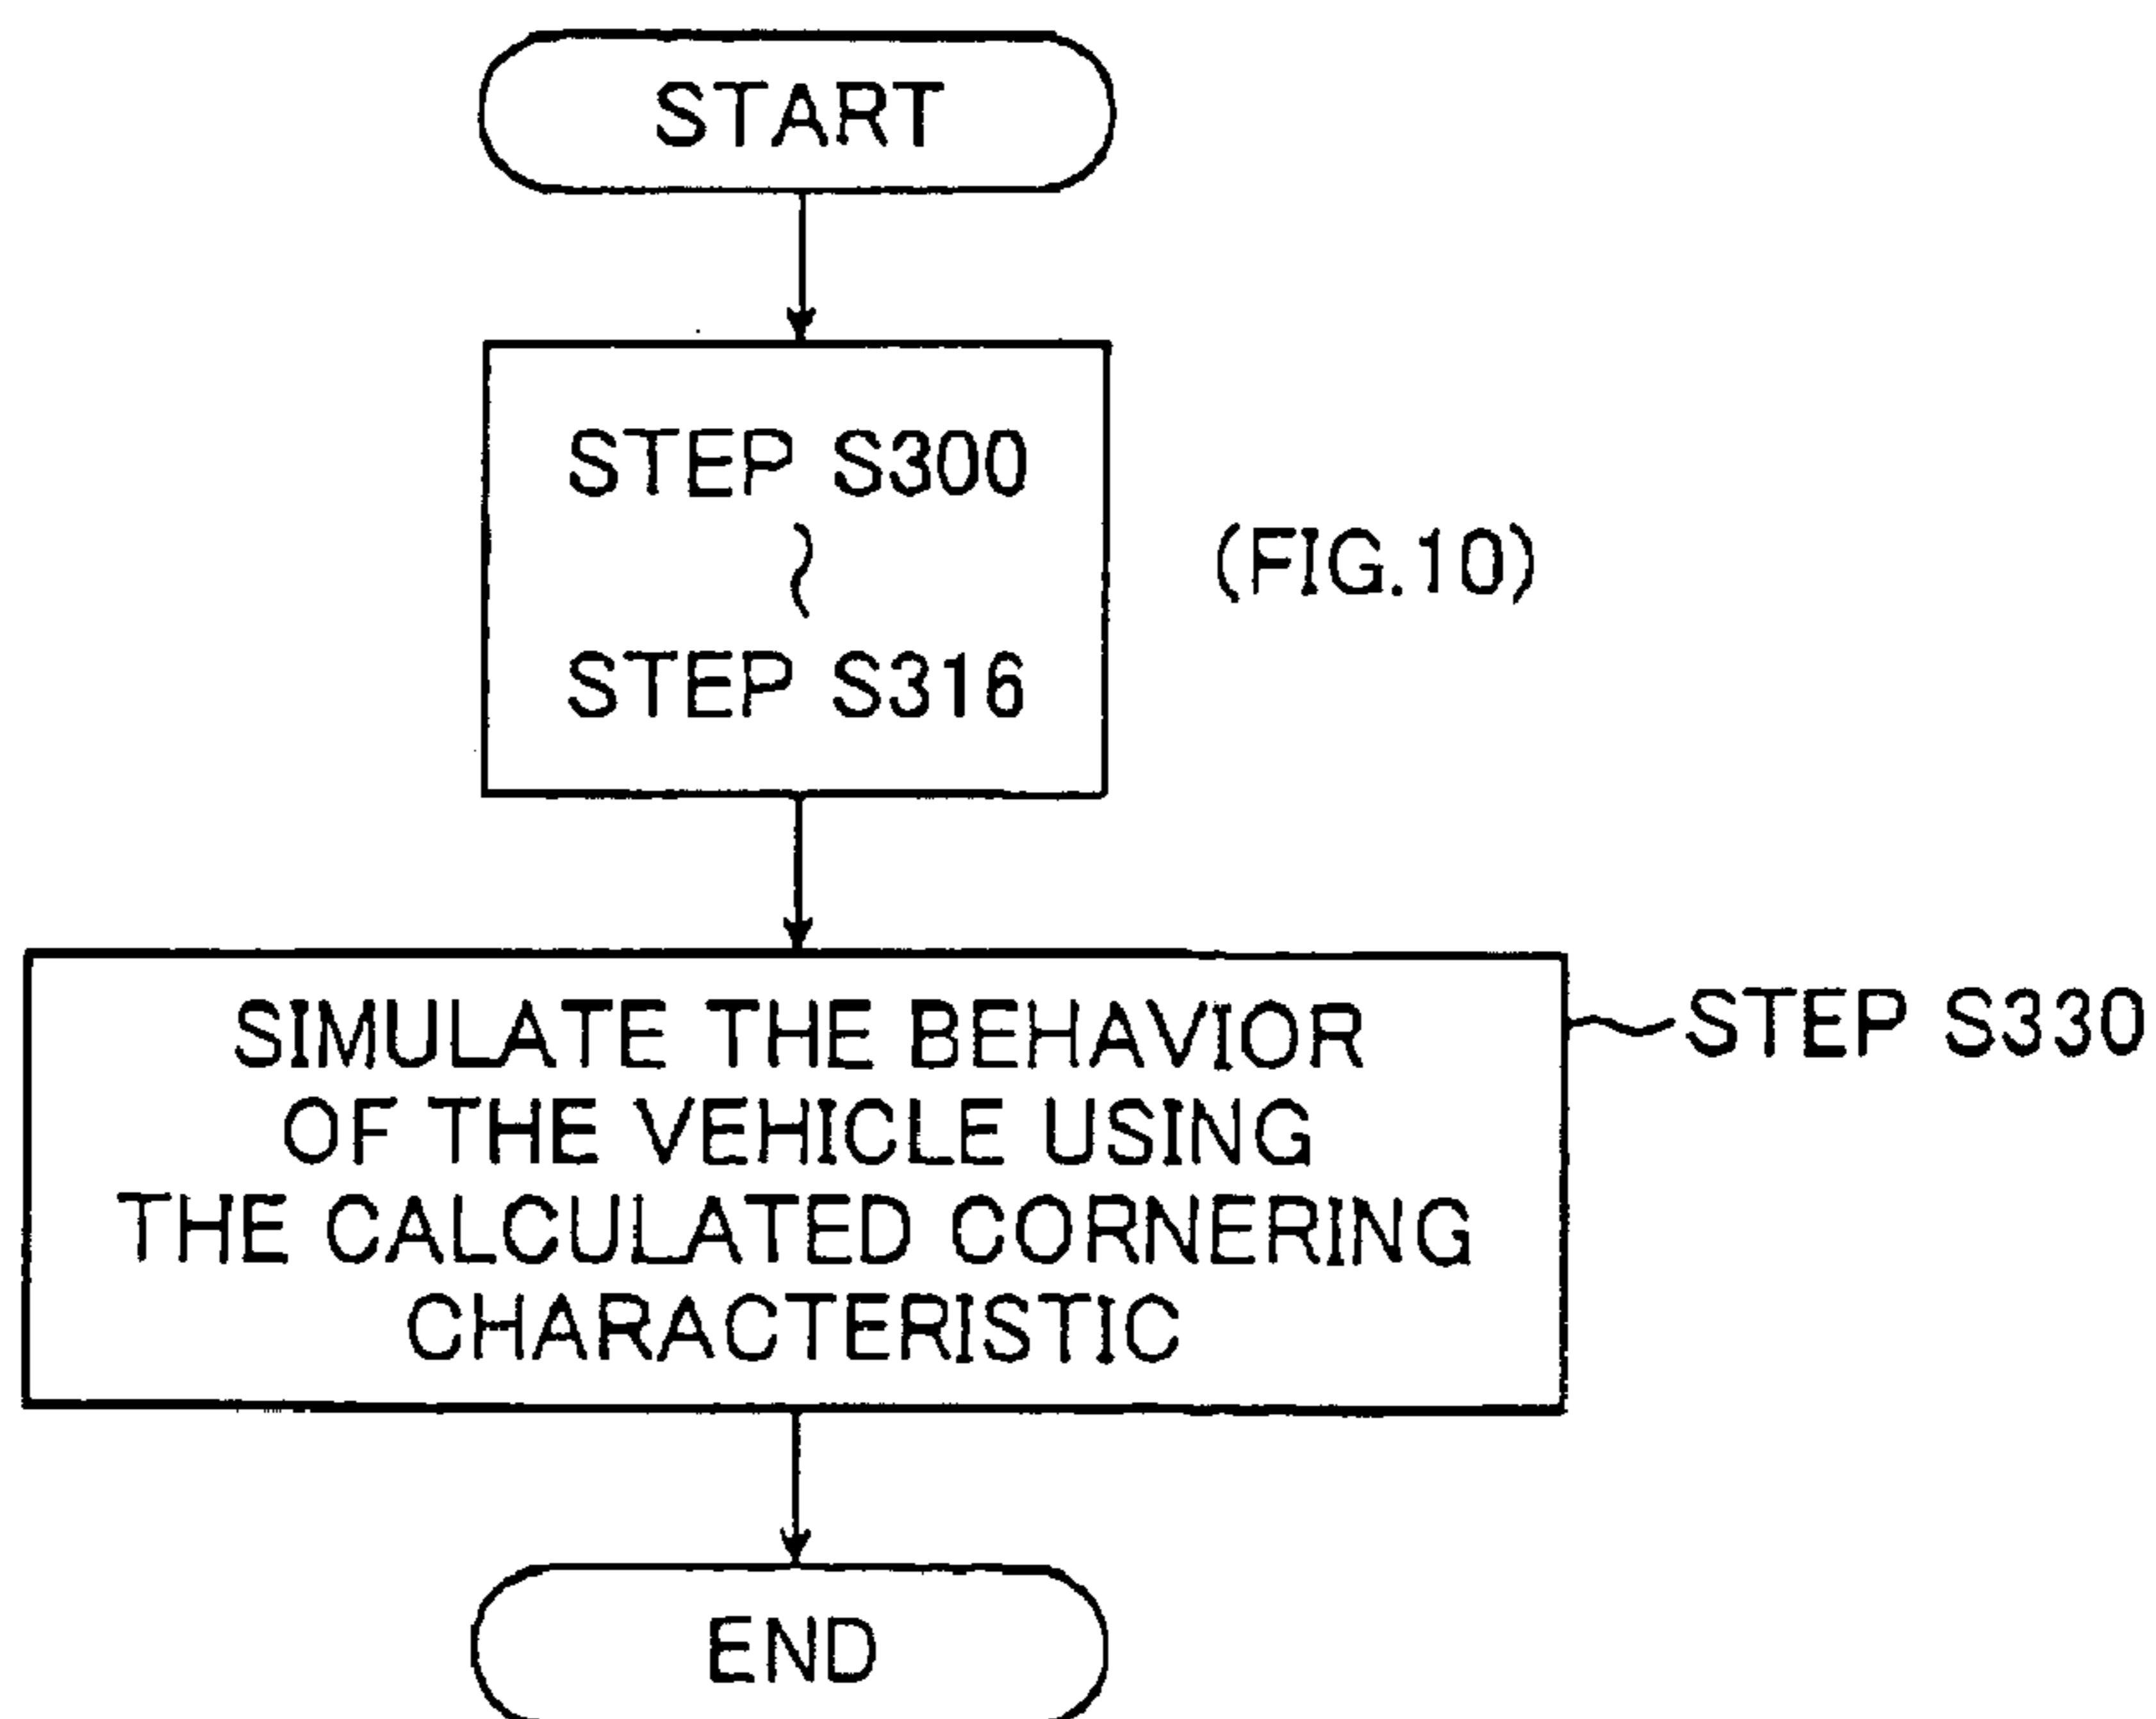 START
STEP S300
~
STEP S316
(FIG.10)
SIMULATE THE BEHAVIOR
OF THE VEHICLE USING
THE CALCULATED CORNERING
CHARACTERISTIC
STEP S330
END